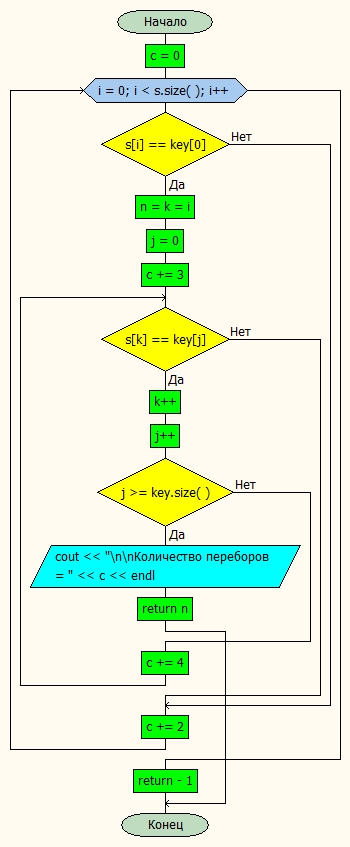 Начало
c = 0
i = 0; i < s.size( ); i++
s[i] == key[0]
Нет
Да
n = k = i
j = 0
c += 3
s[k] == key[j]
Нет
Да
k++
j++
j >= key.size( )
Нет
Да
cout << "\n\nКоличество переборов
= " << c << endl
return n
c += 4
c += 2
return - 1
Конец